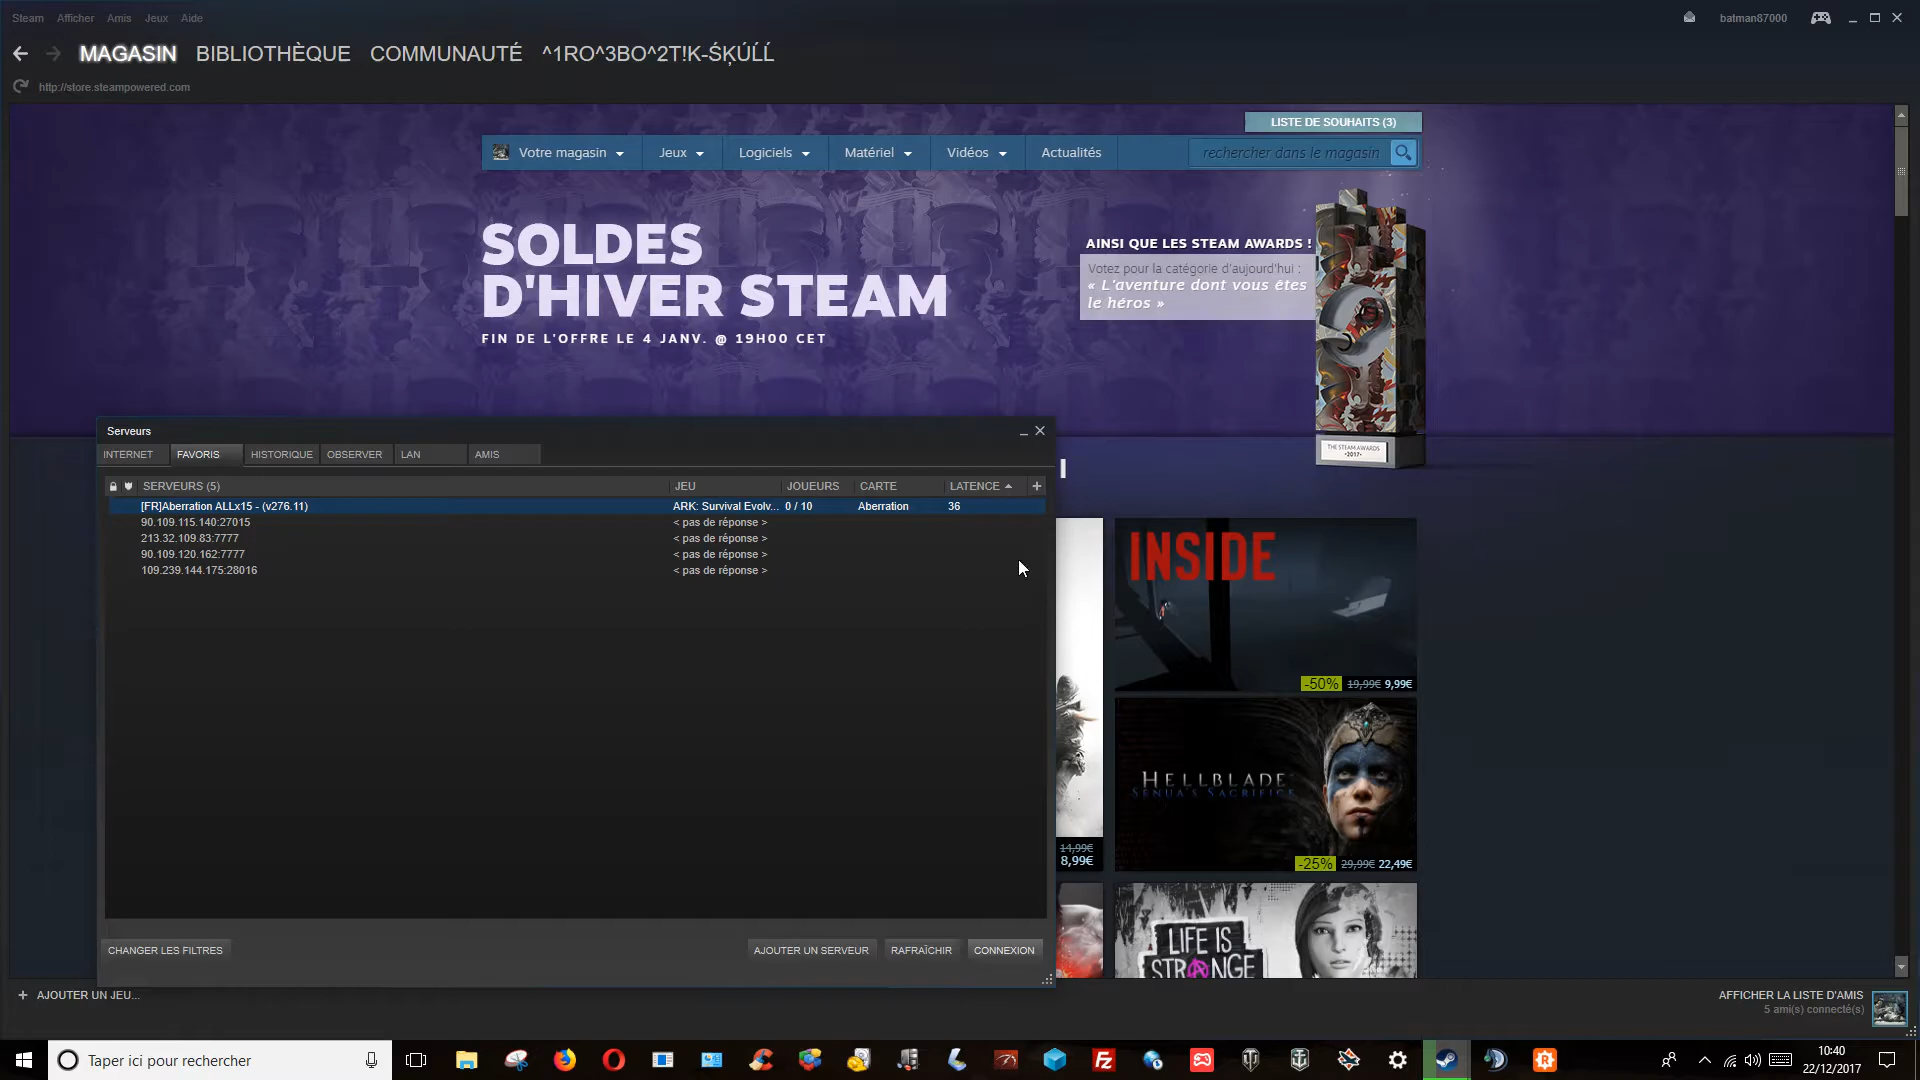 Steam Afficher Amis Jeux Aide
batman87000
MAGASIN BIBLIOTHÈQUE COMMUNAUTÉ ^1RO^3BO^2T!K-ŚĶÚĹĹ
http://store.steampowered.com
LISTE DE SOUHAITS (3)
Votre magasin Jeux Logiciels Matériel Vidéos Actualités rechercher dans le magasin
SOLDES
D'HIVER STEAM
FIN DE L'OFFRE LE 4 JANV. @ 19H00 CET
AINSI QUE LES STEAM AWARDS !
Votez pour la catégorie d'aujourd'hui :
« L'aventure dont vous êtes
le héros »
THE STEAM AWARDS
•2017•
Serveurs
INTERNET FAVORIS HISTORIQUE OBSERVER LAN AMIS
SERVEURS (5) JEU JOUEURS CARTE LATENCE
[FR]Aberration ALLx15 - (v276.11) ARK: Survival Evolv... 0 / 10 Aberration 36
90.109.115.140:27015 < pas de réponse >
213.32.109.83:7777 < pas de réponse >
90.109.120.162:7777 < pas de réponse >
109.239.144.175:28016 < pas de réponse >
INSIDE
-50% 19,99€ 9,99€
HELLBLADE
SENUA'S SACRIFICE
14,99€
8,99€
-25% 29,99€ 22,49€
LIFE IS
STRANGE
CHANGER LES FILTRES AJOUTER UN SERVEUR RAFRAÎCHIR CONNEXION
AJOUTER UN JEU...
AFFICHER LA LISTE D'AMIS
5 ami(s) connecté(s)
Taper ici pour rechercher
10:40
22/12/2017